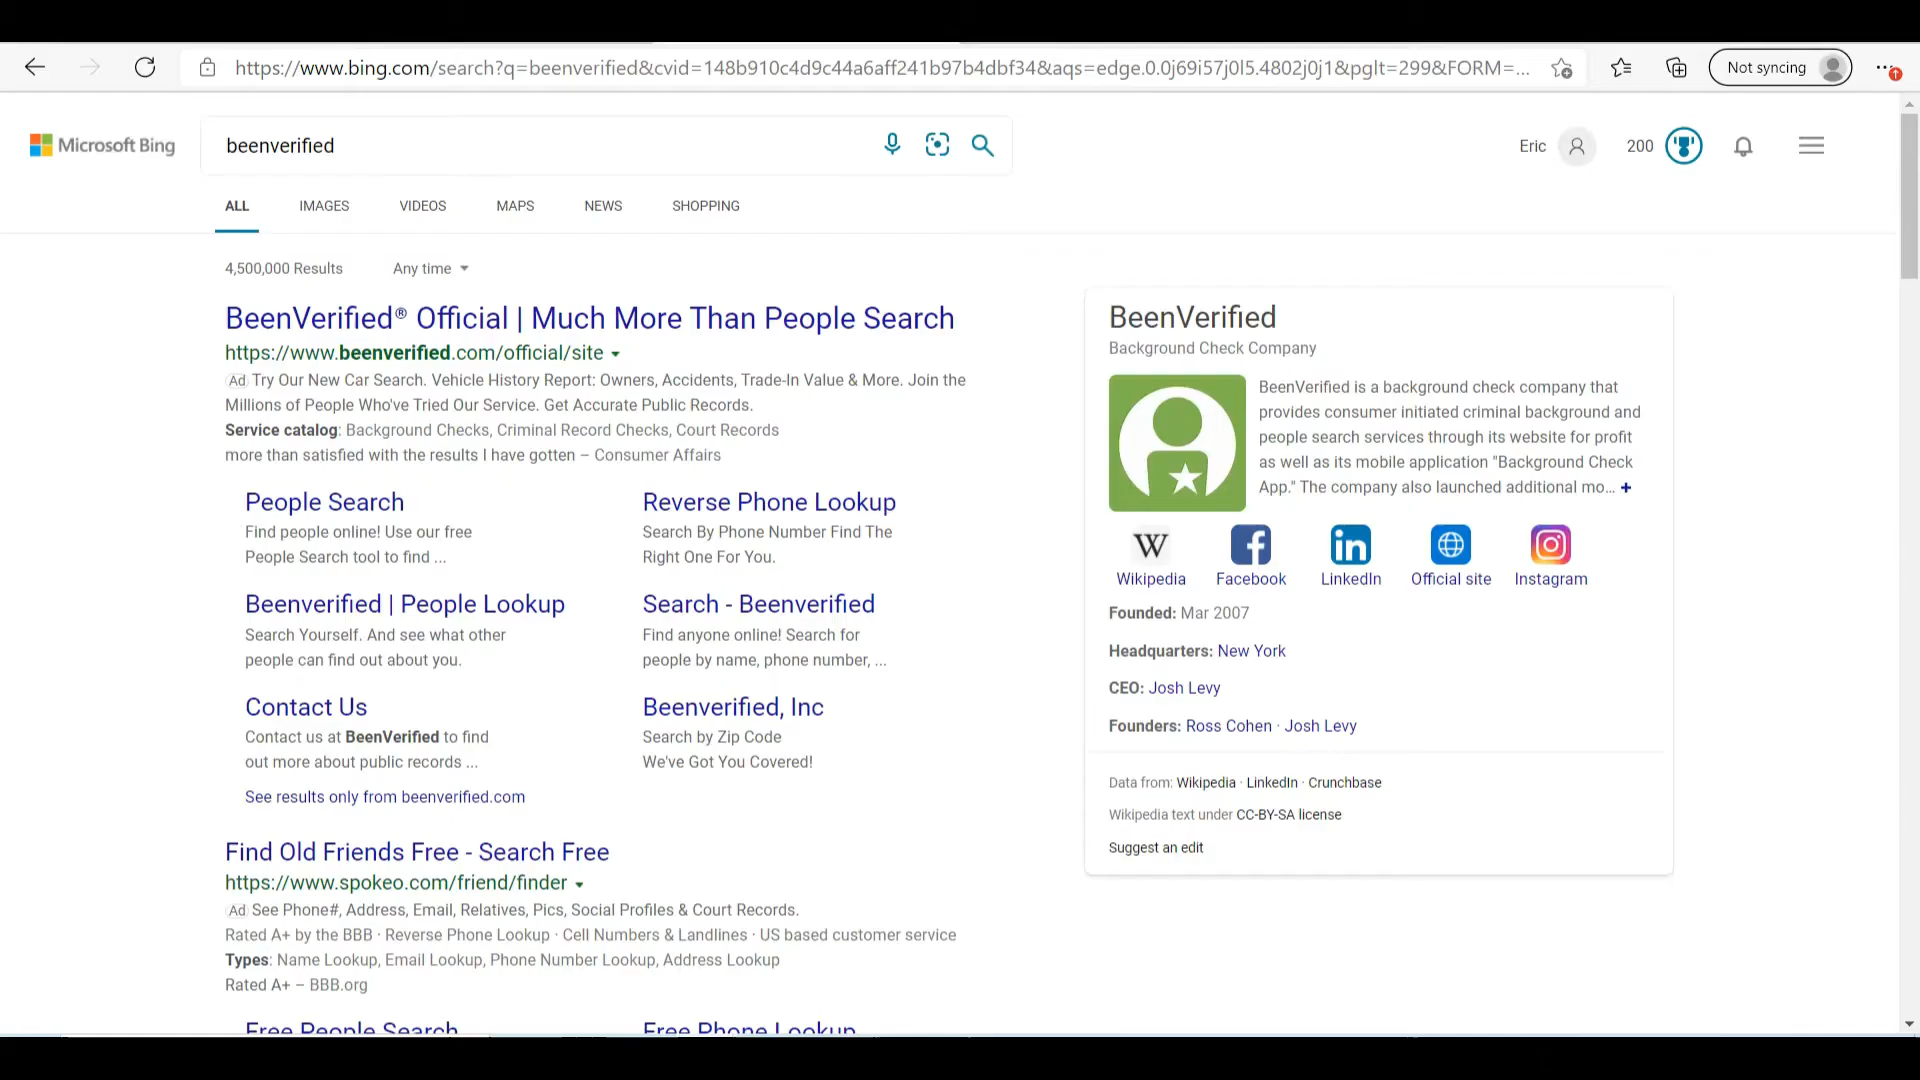 https://www.bing.com/search?q=beenverified&cvid=148b910c4d9c44a6aff241b97b4dbf34&aqs=edge.0.0j69i57j0l5.4802j0j1&pglt=299&FORM=...
Not syncing
Microsoft Bing
beenverified
Eric
200
ALL
IMAGES
VIDEOS
MAPS
NEWS
SHOPPING
4,500,000 Results
Any time
BeenVerified® Official | Much More Than People Search
https://www.beenverified.com/official/site
Ad Try Our New Car Search. Vehicle History Report: Owners, Accidents, Trade-In Value & More. Join the
Millions of People Who've Tried Our Service. Get Accurate Public Records.
Service catalog: Background Checks, Criminal Record Checks, Court Records
more than satisfied with the results I have gotten – Consumer Affairs
People Search
Find people online! Use our free
People Search tool to find ...
Reverse Phone Lookup
Search By Phone Number Find The
Right One For You.
Beenverified | People Lookup
Search Yourself. And see what other
people can find out about you.
Search - Beenverified
Find anyone online! Search for
people by name, phone number, ...
Contact Us
Contact us at BeenVerified to find
out more about public records ...
Beenverified, Inc
Search by Zip Code
We've Got You Covered!
See results only from beenverified.com
Find Old Friends Free - Search Free
https://www.spokeo.com/friend/finder
Ad See Phone#, Address, Email, Relatives, Pics, Social Profiles & Court Records.
Rated A+ by the BBB · Reverse Phone Lookup · Cell Numbers & Landlines · US based customer service
Types: Name Lookup, Email Lookup, Phone Number Lookup, Address Lookup
Rated A+ – BBB.org
Free People Search
Free Phone Lookup
BeenVerified
Background Check Company
BeenVerified is a background check company that
provides consumer initiated criminal background and
people search services through its website for profit
as well as its mobile application "Background Check
App." The company also launched additional mo... +
W
Wikipedia
Facebook
in
LinkedIn
Official site
Instagram
Founded: Mar 2007
Headquarters: New York
CEO: Josh Levy
Founders: Ross Cohen · Josh Levy
Data from: Wikipedia · LinkedIn · Crunchbase
Wikipedia text under CC-BY-SA license
Suggest an edit